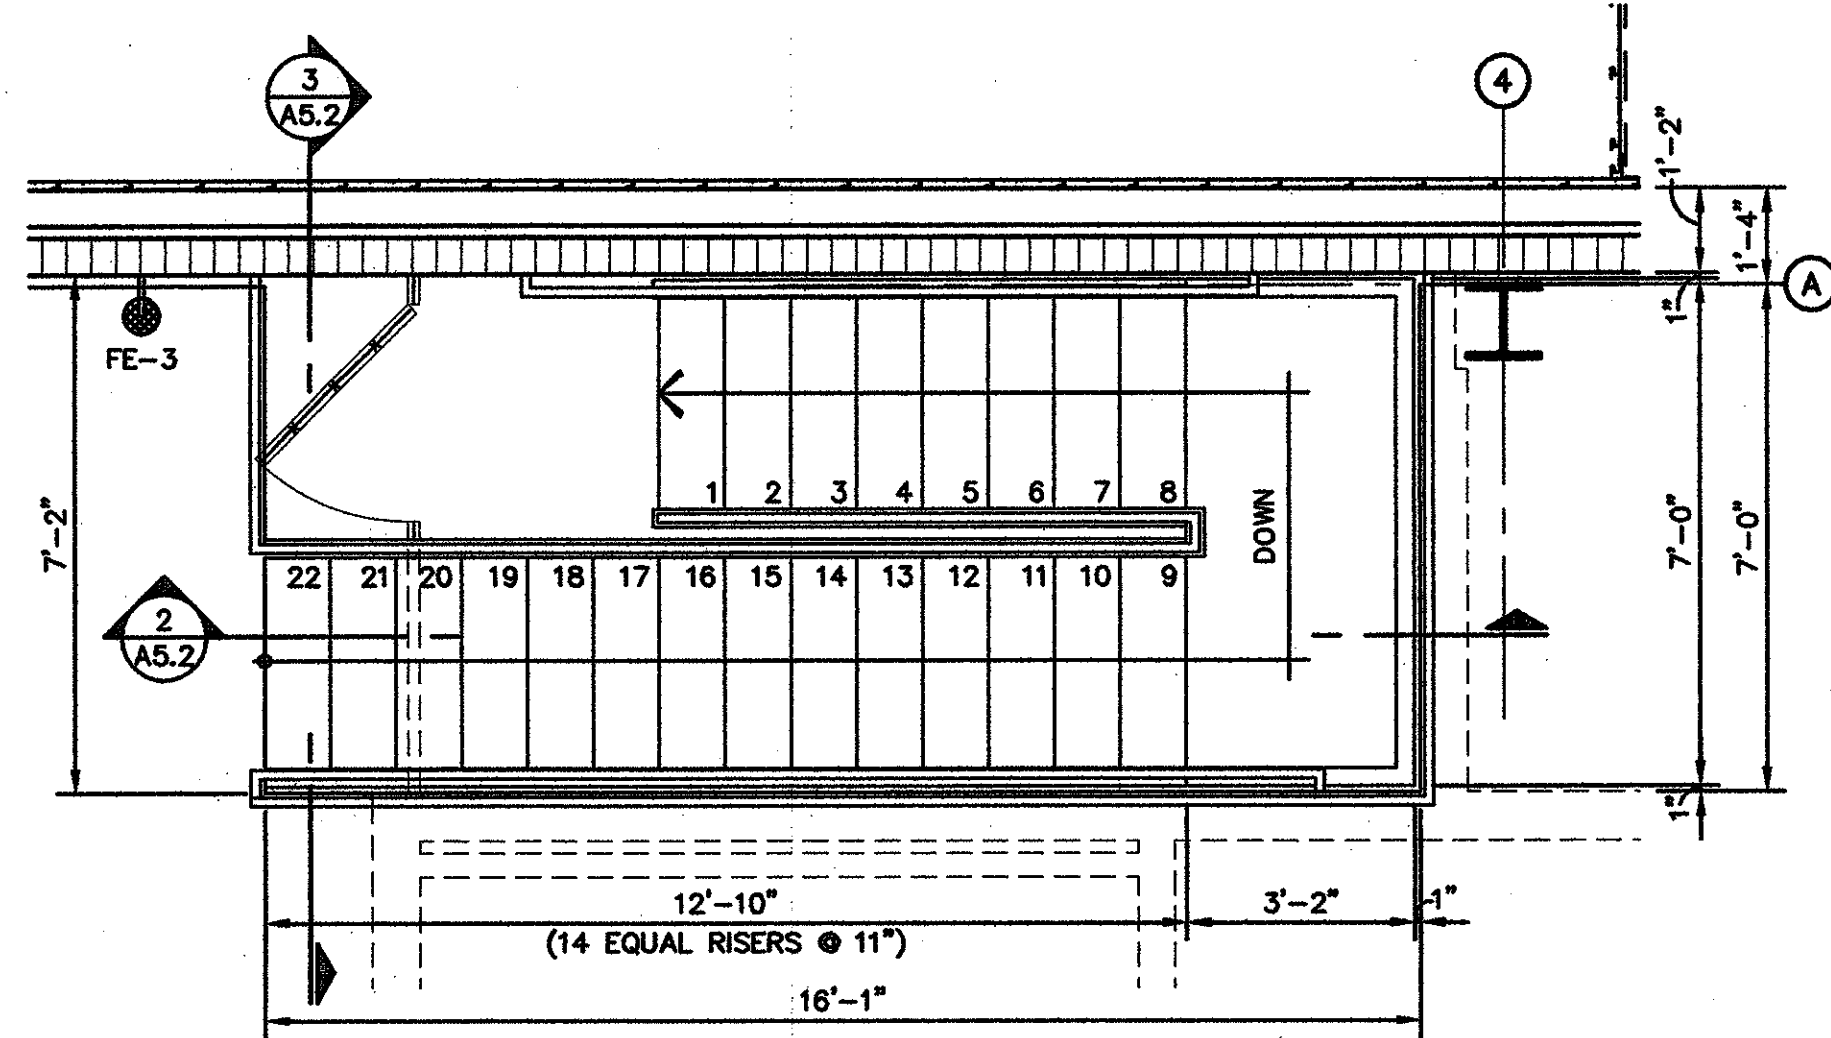 3
A5.2
4
1'-2"
1'-4"
A
1"
FE-3
1 2 3 4 5 6 7 8
DOWN
7'-2"
7'-0"
7'-0"
22 21 20 19 18 17 16 15 14 13 12 11 10 9
2
A5.2
1"
12'-10"
3'-2"
1"
(14 EQUAL RISERS @ 11")
16'-1"